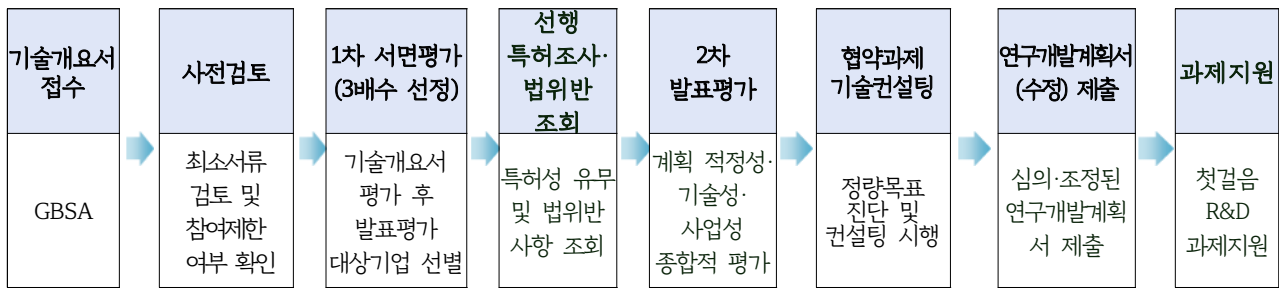 기술개요서
접수
GBSA
사전검토
최소서류
검토 및
참여제한
여부 확인
1차 서면평가
(3배수 선정)
기술개요서
평가 후
발표평가
대상기업 선별
선행
특허조사·
법위반
조회
특허성 유무
및 법위반
사항 조회
2차
발표평가
계획 적정성·
기술성·
사업성
종합적 평가
협약과제
기술컨설팅
정량목표
진단 및
컨설팅 시행
연구개발계획서
(수정) 제출
심의·조정된
연구개발계획
서 제출
과제지원
첫걸음
R&D
과제지원